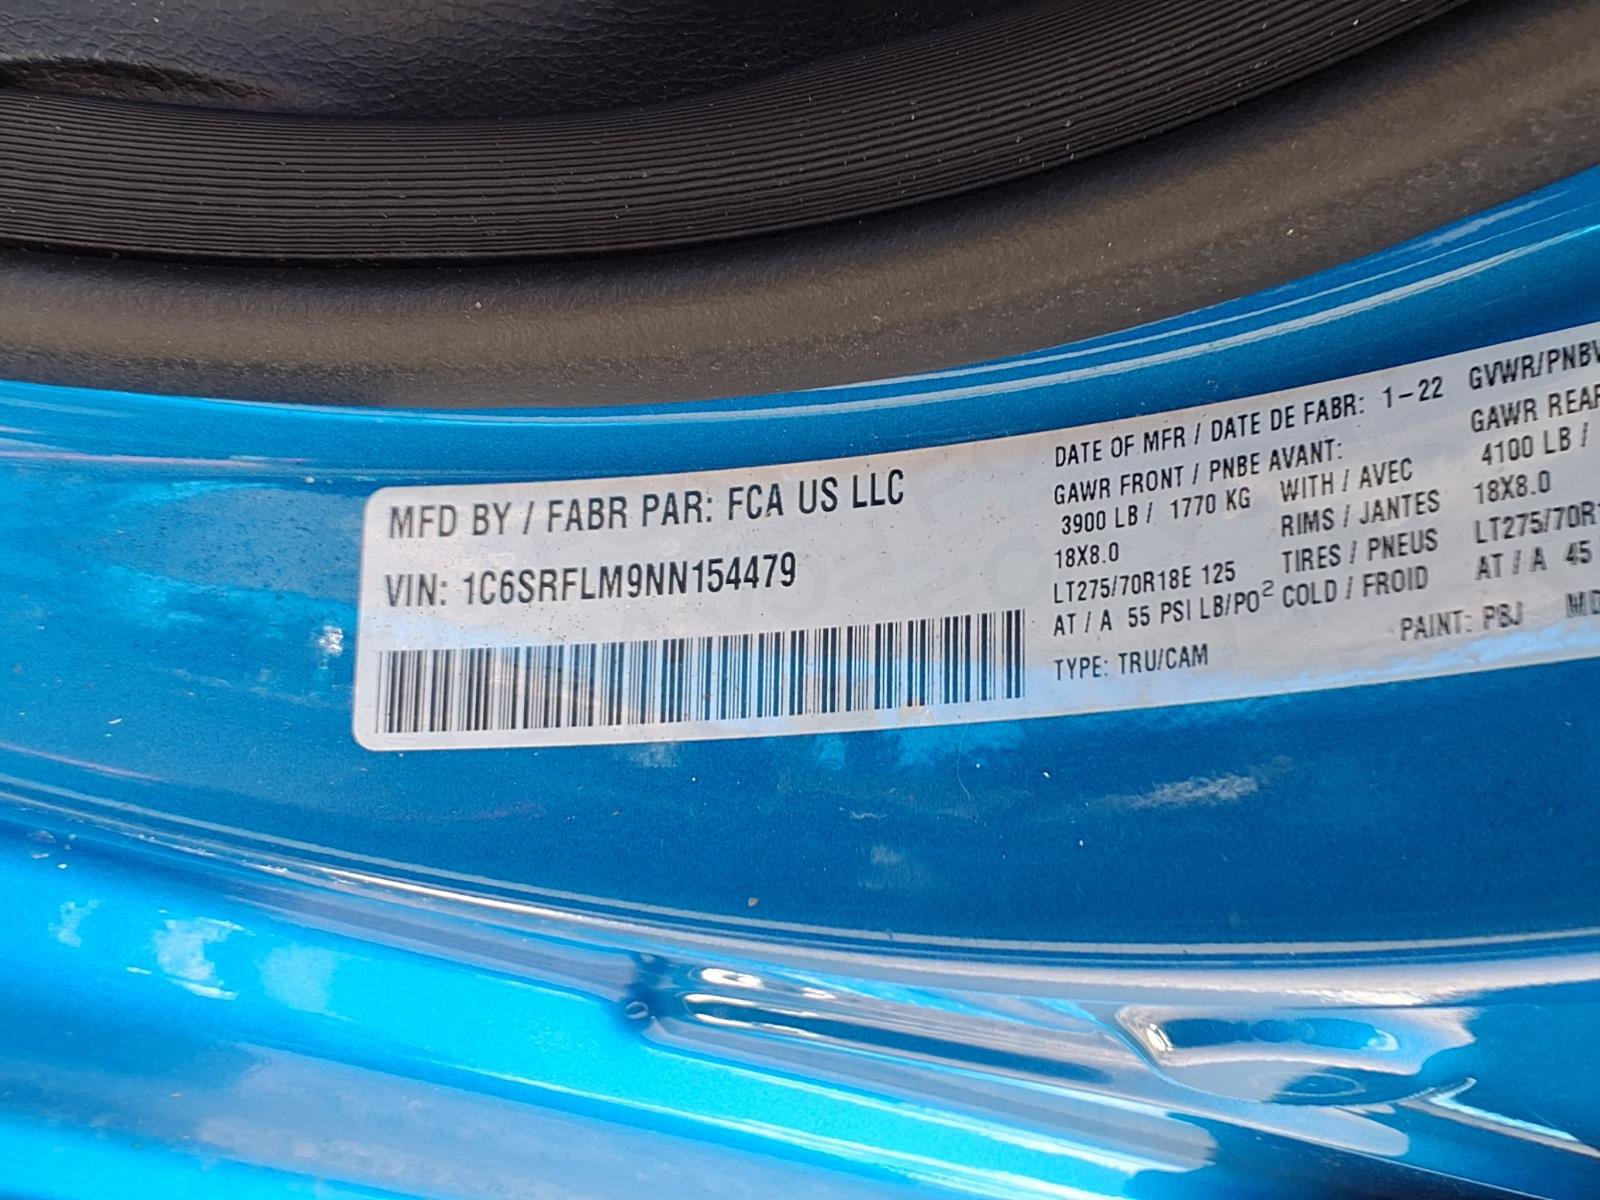 MFD BY / FABR PAR: FCA US LLC
VIN: 1C6SRFLM9NN154479
DATE OF MFR / DATE DE FABR: 1-22
GAWR FRONT / PNBE AVANT:
3900 LB / 1770 KG WITH / AVEC
18X8.0 RIMS / JANTES
LT275/70R18E 125 TIRES / PNEUS
AT / A 55 PSI LB/PO² COLD / FROID
TYPE: TRU/CAM
GVWR/PNBV
GAWR REAR
4100 LB /
18X8.0
LT275/70R
AT / A 45
PAINT: PBJ